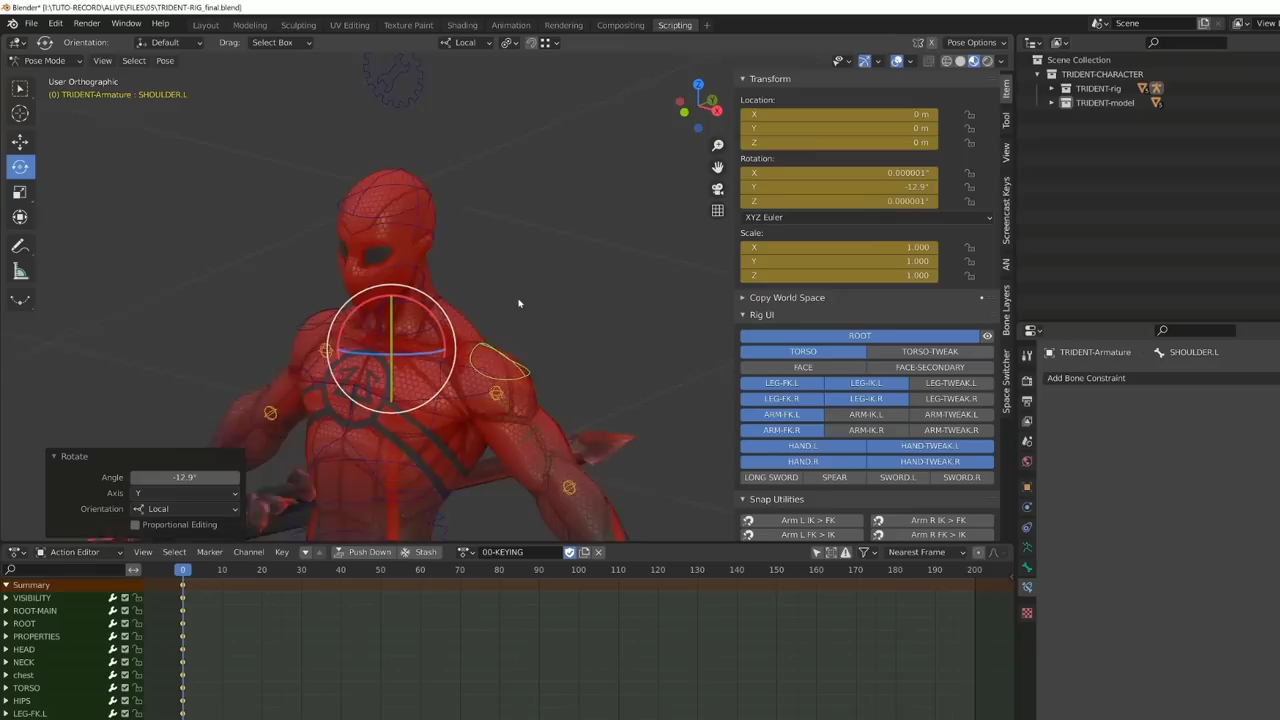 Blender* [I:\TUTO-RECORD\ALIVE\FILES\05\TRIDENT-RIG_final.blend]
File Edit Render Window Help Layout Modeling Sculpting* UV Editing Texture Paint Shading Animation Rendering Compositing Scripting Scene View Layer
Orientation: Default Drag: Select Box Local Pose Options
Pose Mode View Select Pose
User Orthographic
(0) TRIDENT-Armature : SHOULDER.L
Z
Y
X
Transform
Location:
X 0 m
Y 0 m
Z 0 m
Rotation:
X 0.000001°
Y -12.9°
Z 0.000001°
XYZ Euler
Scale:
X 1.000
Y 1.000
Z 1.000
Copy World Space
Rig UI
ROOT
TORSO TORSO-TWEAK
FACE FACE-SECONDARY
LEG-FK.L LEG-IK.L LEG-TWEAK.L
LEG-FK.R LEG-IK.R LEG-TWEAK.R
ARM-FK.L ARM-IK.L ARM-TWEAK.L
ARM-FK.R ARM-IK.R ARM-TWEAK.R
HAND.L HAND-TWEAK.L
HAND.R HAND-TWEAK.R
LONG SWORD SPEAR SWORD.L SWORD.R
Snap Utilities
Arm L IK > FK Arm R IK > FK
Arm L FK > IK Arm R FK > IK
Item
Tool
View
Screencast Keys
AN
Bone Layers
Space Switcher
Scene Collection
TRIDENT-CHARACTER
TRIDENT-rig
TRIDENT-model
TRIDENT-Armature SHOULDER.L
Add Bone Constraint
Rotate
Angle -12.9°
Axis Y
Orientation Local
Proportional Editing
Action Editor View Select Marker Channel Key Push Down Stash 00-KEYING Nearest Frame
0 10 20 30 40 50 60 70 80 90 100 110 120 130 140 150 160 170 180 190 200
Summary
VISIBILITY
ROOT-MAIN
ROOT
PROPERTIES
HEAD
NECK
chest
TORSO
HIPS
LEG-FK.L